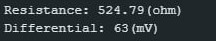 Resistance: 524.79(ohm)
Differential: 63(mV)